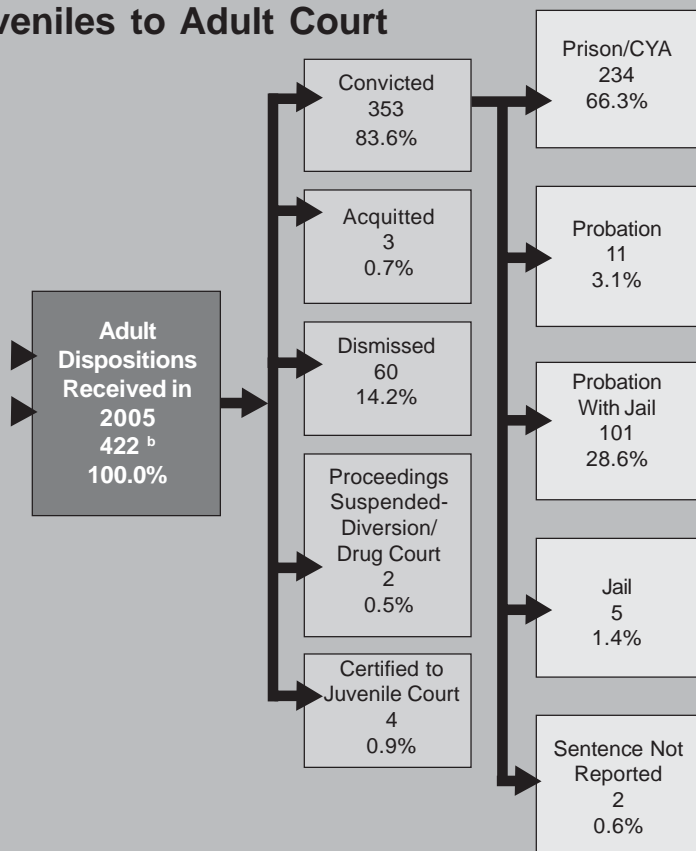 veniles to Adult Court
Adult
Dispositions
Received in
2005
422 b
100.0%
Convicted
353
83.6%
Acquitted
3
0.7%
Dismissed
60
14.2%
Proceedings
Suspended-
Diversion/
Drug Court
2
0.5%
Certified to
Juvenile Court
4
0.9%
Prison/CYA
234
66.3%
Probation
11
3.1%
Probation
With Jail
101
28.6%
Jail
5
1.4%
Sentence Not
Reported
2
0.6%